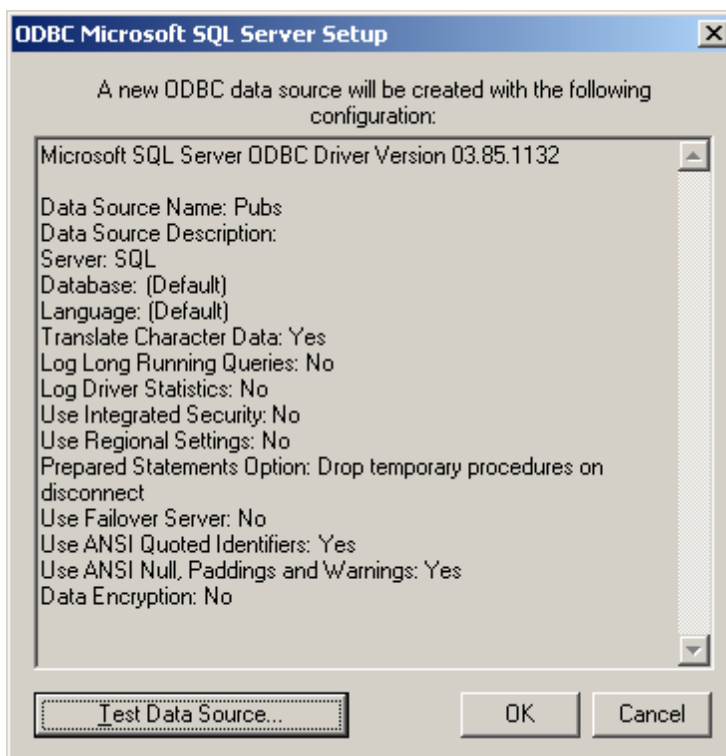 ODBC Microsoft SQL Server Setup
A new ODBC data source will be created with the following
configuration:
Microsoft SQL Server ODBC Driver Version 03.85.1132
Data Source Name: Pubs
Data Source Description:
Server: SQL
Database: (Default)
Language: (Default)
Translate Character Data: Yes
Log Long Running Queries: No
Log Driver Statistics: No
Use Integrated Security: No
Use Regional Settings: No
Prepared Statements Option: Drop temporary procedures on
disconnect
Use Failover Server: No
Use ANSI Quoted Identifiers: Yes
Use ANSI Null, Paddings and Warnings: Yes
Data Encryption: No
Test Data Source... OK Cancel